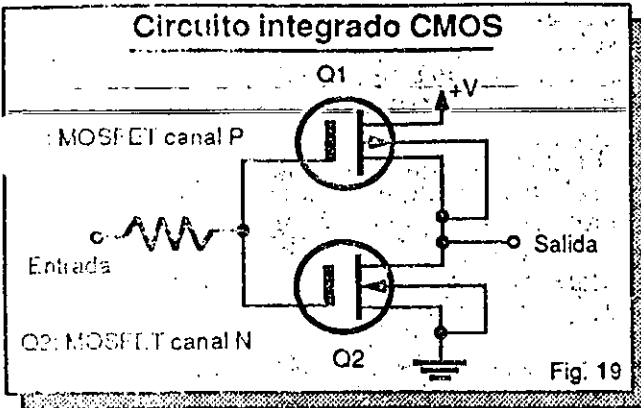 Circuito integrado CMOS
Q1
+V
: MOSFET canal P
Salida
Entrada
Q2: MOSFET canal N
Q2
Fig. 19